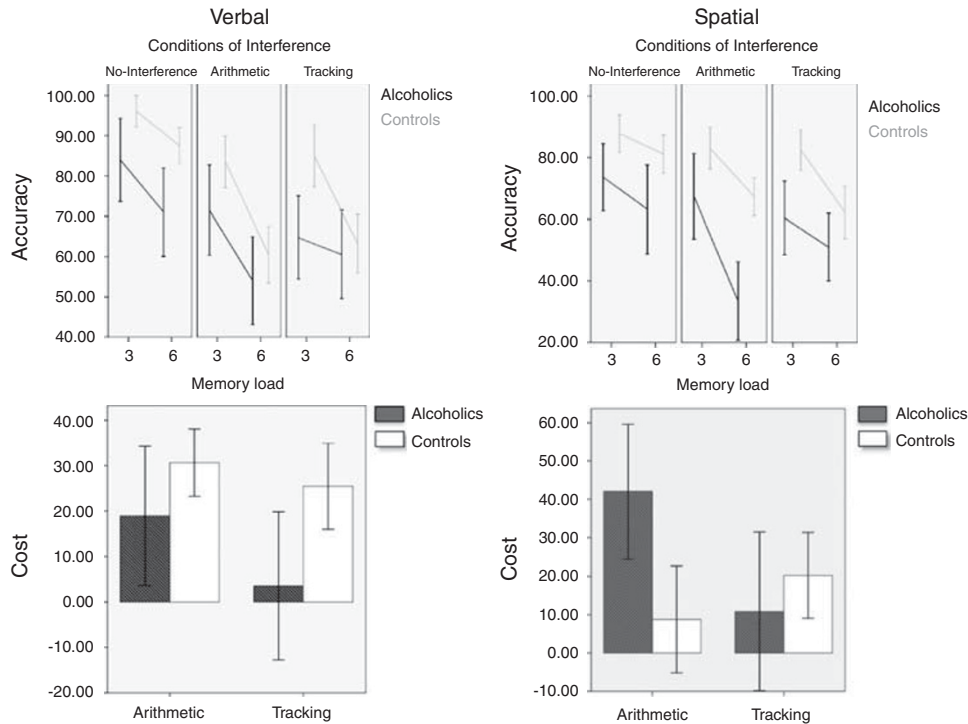 Verbal
Conditions of Interference
No-Interference Arithmetic Tracking
100.00
90.00
80.00
70.00
60.00
50.00
40.00
Accuracy
Alcoholics
Controls
3 6 3 6 3 6
Memory load
Spatial
Conditions of Interference
No-Interference Arithmetic Tracking
100.00
80.00
60.00
40.00
20.00
Accuracy
Alcoholics
Controls
3 6 3 6 3 6
Memory load
40.00
30.00
20.00
10.00
0.00
-10.00
-20.00
Cost
Alcoholics
Controls
Arithmetic Tracking
60.00
50.00
40.00
30.00
20.00
10.00
0.00
-10.00
Cost
Alcoholics
Controls
Arithmetic Tracking